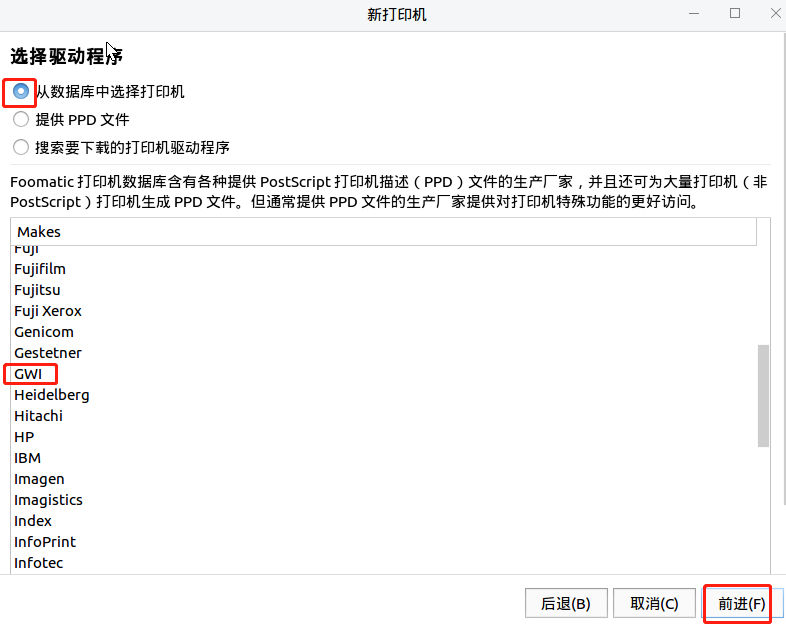 新打印机
选择驱动程序
从数据库中选择打印机
提供 PPD 文件
搜索要下载的打印机驱动程序
Foomatic 打印机数据库含有各种提供 PostScript 打印机描述（PPD）文件的生产厂家，并且还可为大量打印机（非
PostScript）打印机生成 PPD 文件。但通常提供 PPD 文件的生产厂家提供对打印机特殊功能的更好访问。
Makes
Fuji
Fujifilm
Fujitsu
Fuji Xerox
Genicom
Gestetner
GWI
Heidelberg
Hitachi
HP
IBM
Imagen
Imagistics
Index
InfoPrint
Infotec
后退(B)
取消(C)
前进(F)